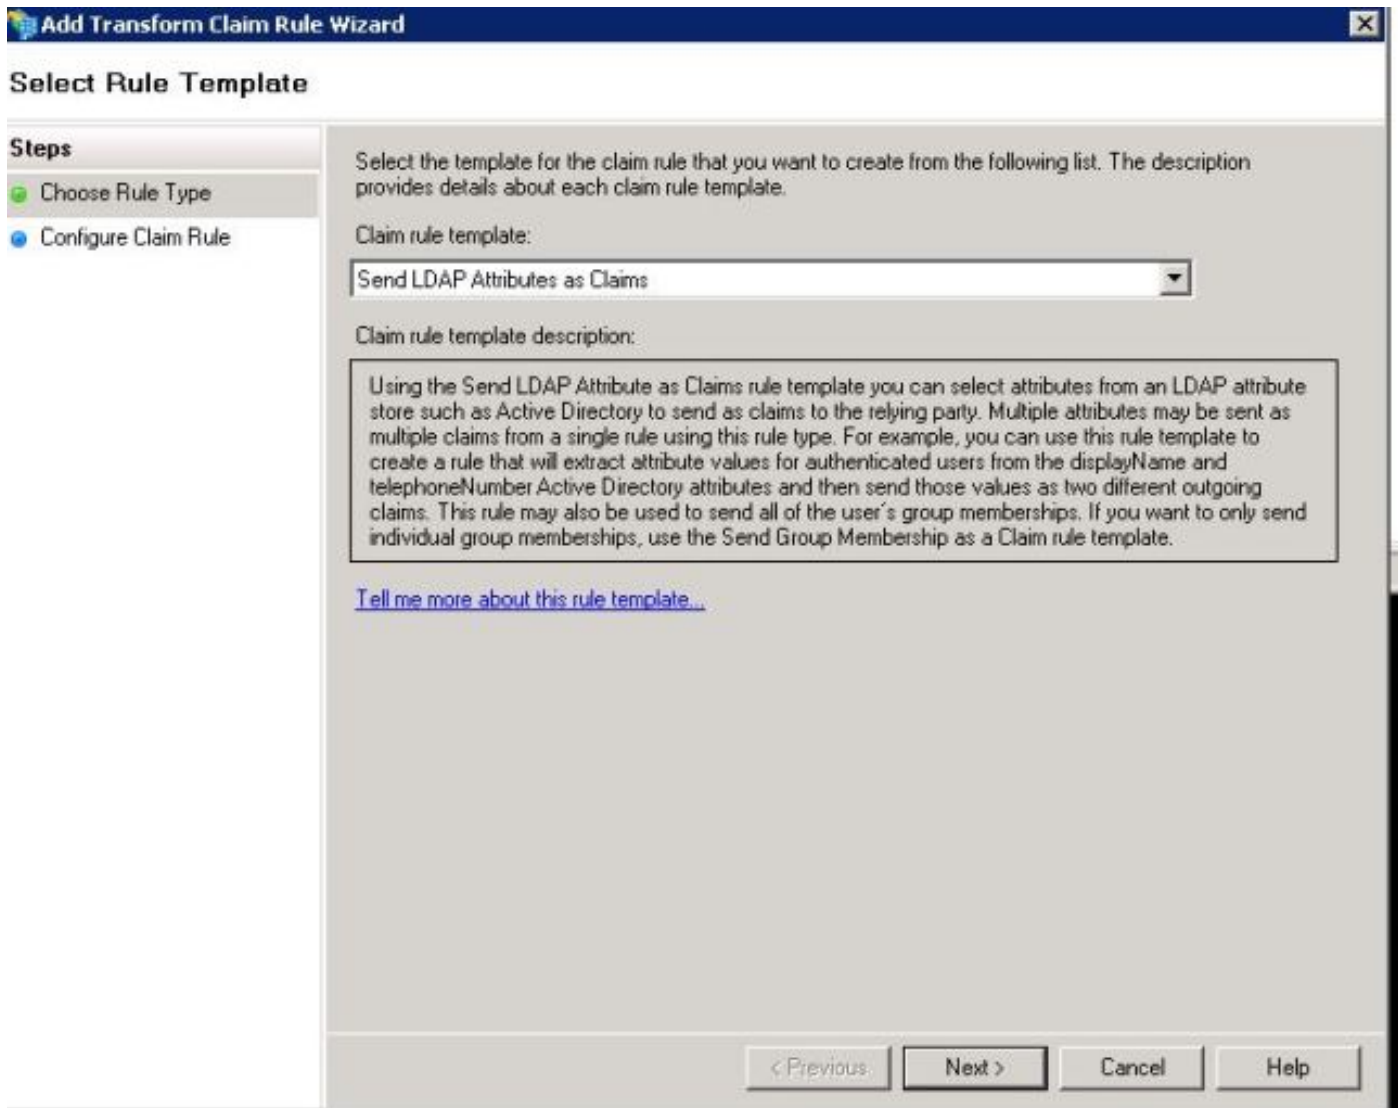 Add Transform Claim Rule Wizard
Select Rule Template
Steps
Choose Rule Type
Configure Claim Rule
Select the template for the claim rule that you want to create from the following list. The description
provides details about each claim rule template.
Claim rule template:
Send LDAP Attributes as Claims
Claim rule template description:
Using the Send LDAP Attribute as Claims rule template you can select attributes from an LDAP attribute
store such as Active Directory to send as claims to the relying party. Multiple attributes may be sent as
multiple claims from a single rule using this rule type. For example, you can use this rule template to
create a rule that will extract attribute values for authenticated users from the displayName and
telephoneNumber Active Directory attributes and then send those values as two different outgoing
claims. This rule may also be used to send all of the user's group memberships. If you want to only send
individual group memberships, use the Send Group Membership as a Claim rule template.
Tell me more about this rule template...
< Previous
Next >
Cancel
Help